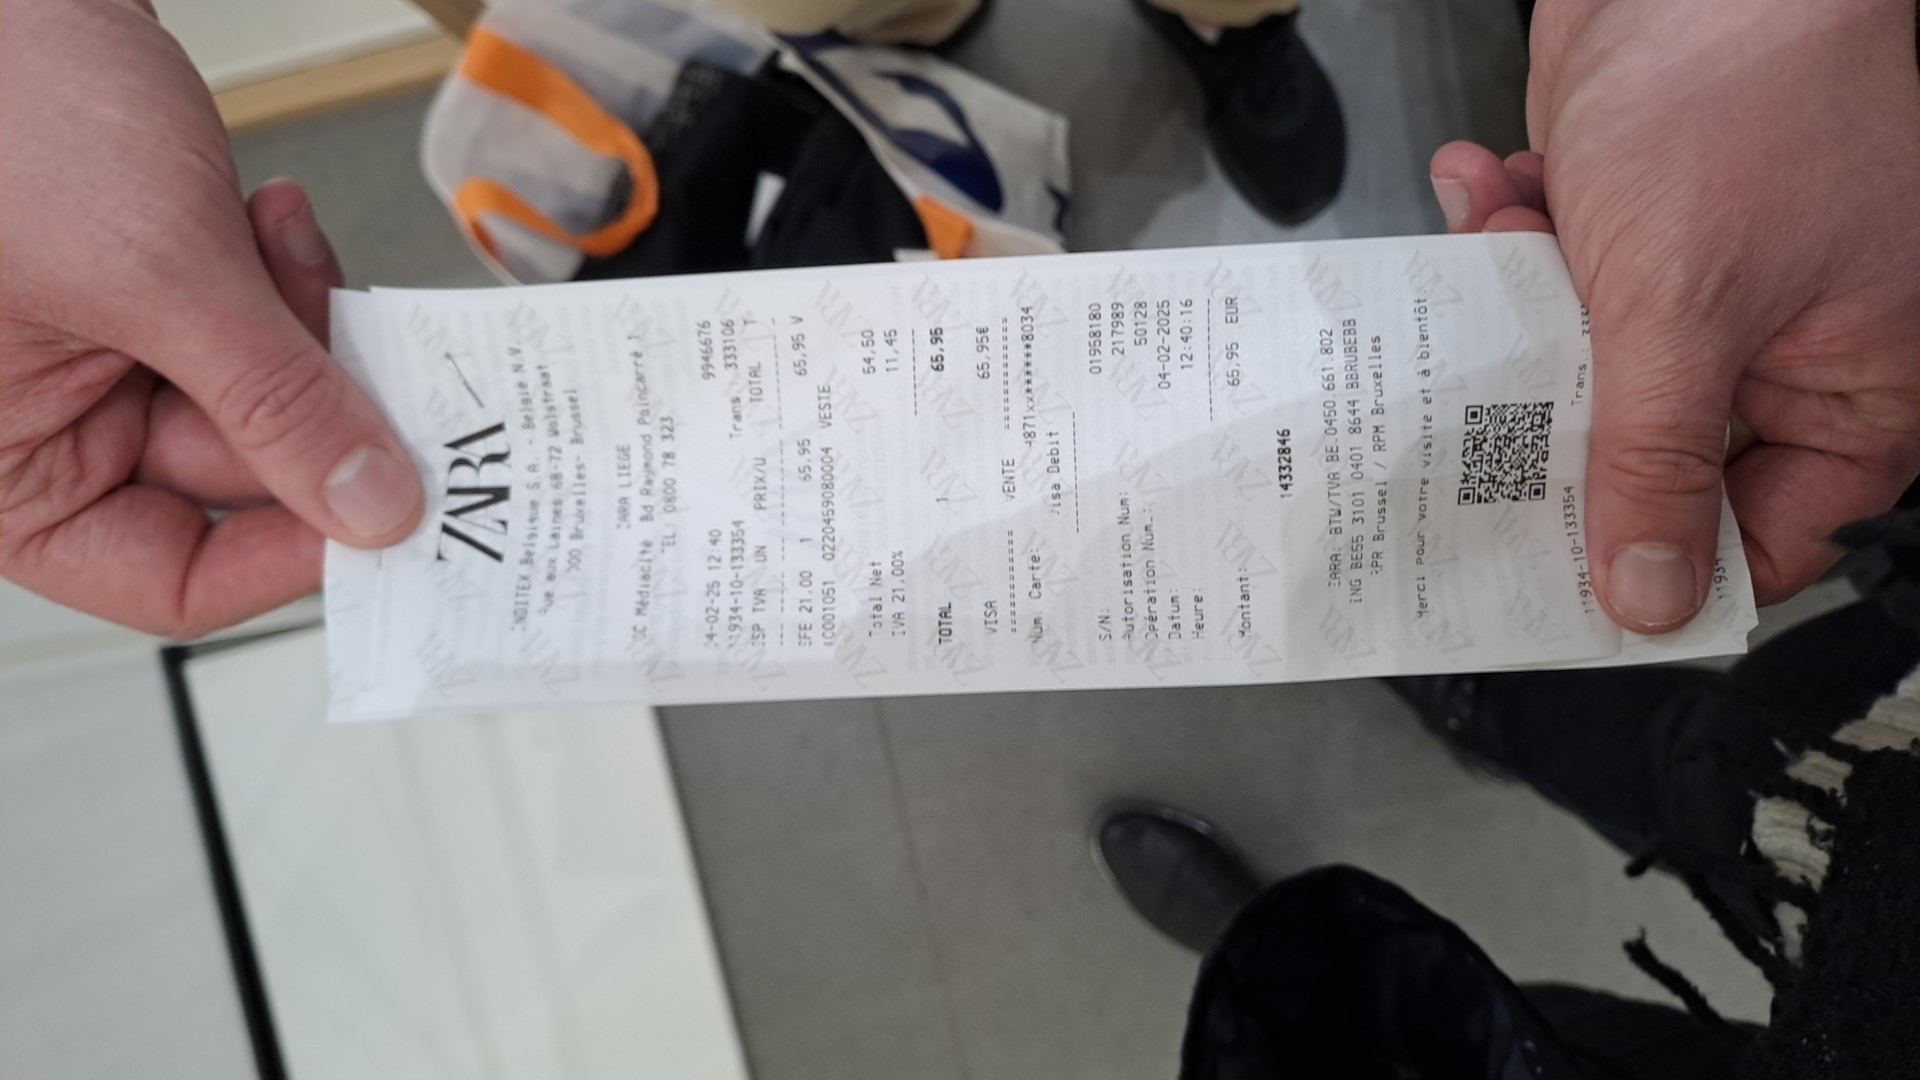 ZARA
INDITEX Belgique S.A. - Belgie N.V.
Rue aux Laines 68-72 Wolstraat
000 Bruxelles- Brussel
ZARA LIEGE
CC Médiacité Bd Raymond Poincarré 7
TEL: 0800 78 323
9946676
04-02-25 12:40
11934-10-133354 Trans. 333106
DSP TVA UN PRIX/U TOTAL T
EFE 21,00 1 65,95 65,95 V
40001051 02204590800004 VESTE
Total Net 54,50
IVA 21,00% 11,45
TOTAL 1 65,95
VISA 65,95€
========== VENTE ==========
Num. Carte: 4871xx******8034
Visa Debit
S/N: 01958180
Autorisation Num: 217989
Opération Num.: 50128
Datum: 04-02-2025
Heure: 12:40:16
Montant: 65,95 EUR
14332846
ZARA: BTW/TVA BE.0450.661.802
ING BE55 3101 0401 8644 BBRUBEBB
RPR Brussel / RPM Bruxelles
Merci pour votre visite et à bientôt.
11934-10-133354 Trans.: